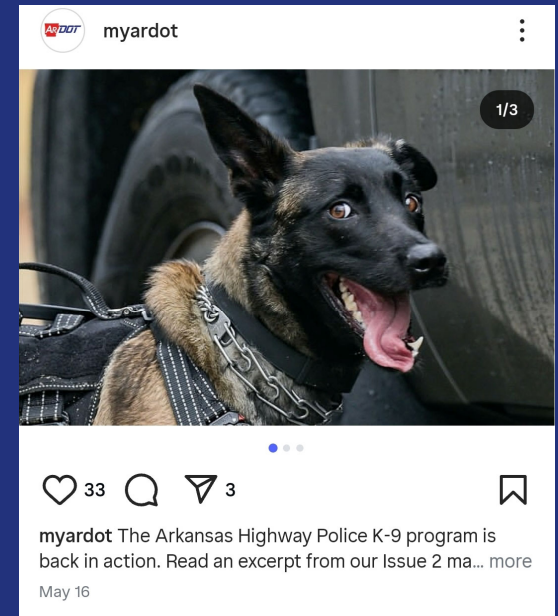 ARDOT
myardot
1/3
33
3
myardot The Arkansas Highway Police K-9 program is
back in action. Read an excerpt from our Issue 2 ma... more
May 16